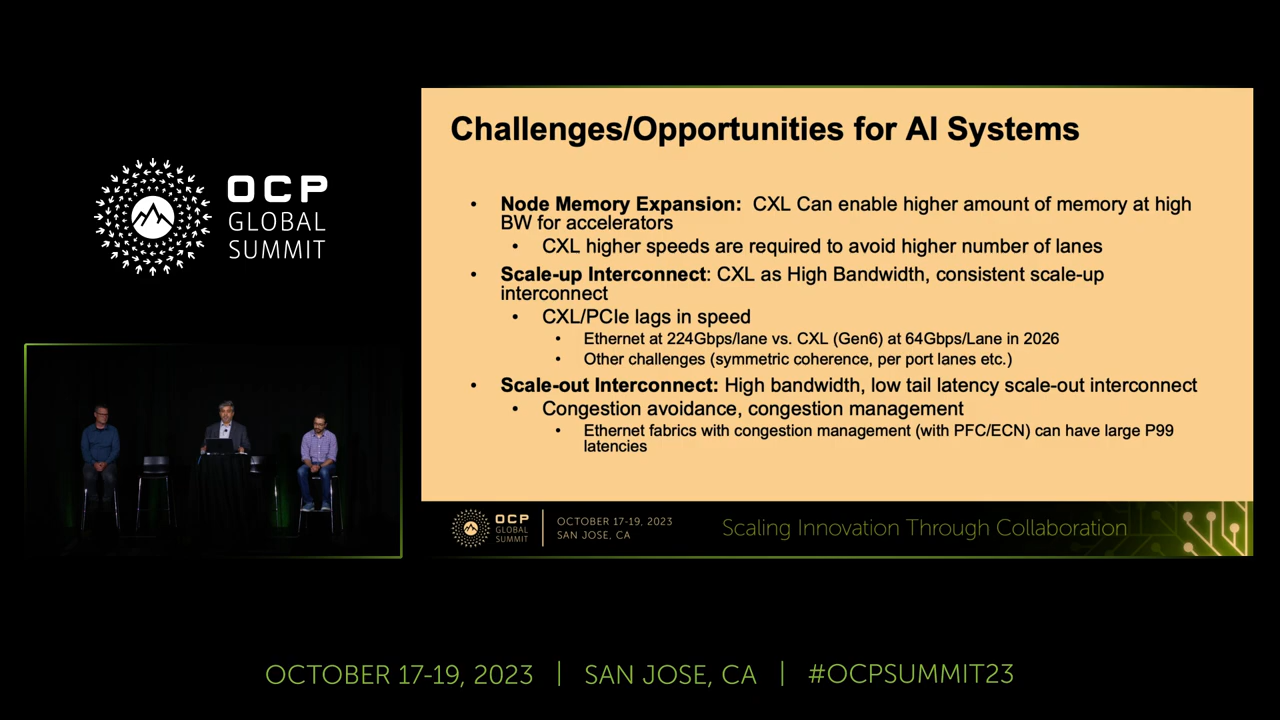 OCP
GLOBAL
SUMMIT
Challenges/Opportunities for AI Systems
• Node Memory Expansion: CXL Can enable higher amount of memory at high
BW for accelerators
• CXL higher speeds are required to avoid higher number of lanes
• Scale-up Interconnect: CXL as High Bandwidth, consistent scale-up
interconnect
• CXL/PCIe lags in speed
• Ethernet at 224Gbps/lane vs. CXL (Gen6) at 64Gbps/Lane in 2026
• Other challenges (symmetric coherence, per port lanes etc.)
• Scale-out Interconnect: High bandwidth, low tail latency scale-out interconnect
• Congestion avoidance, congestion management
• Ethernet fabrics with congestion management (with PFC/ECN) can have large P99
latencies
OCP
GLOBAL
SUMMIT
OCTOBER 17-19, 2023
SAN JOSE, CA
Scaling Innovation Through Collaboration
OCTOBER 17-19, 2023 | SAN JOSE, CA | #OCPSUMMIT23